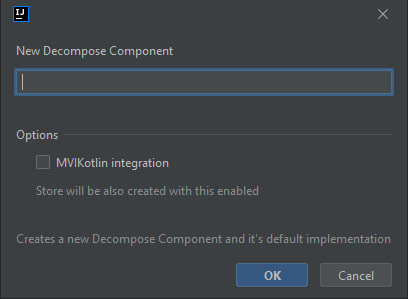 IJ
New Decompose Component
Options
MVIKotlin integration
Store will be also created with this enabled
Creates a new Decompose Component and it's default implementation
OK
Cancel